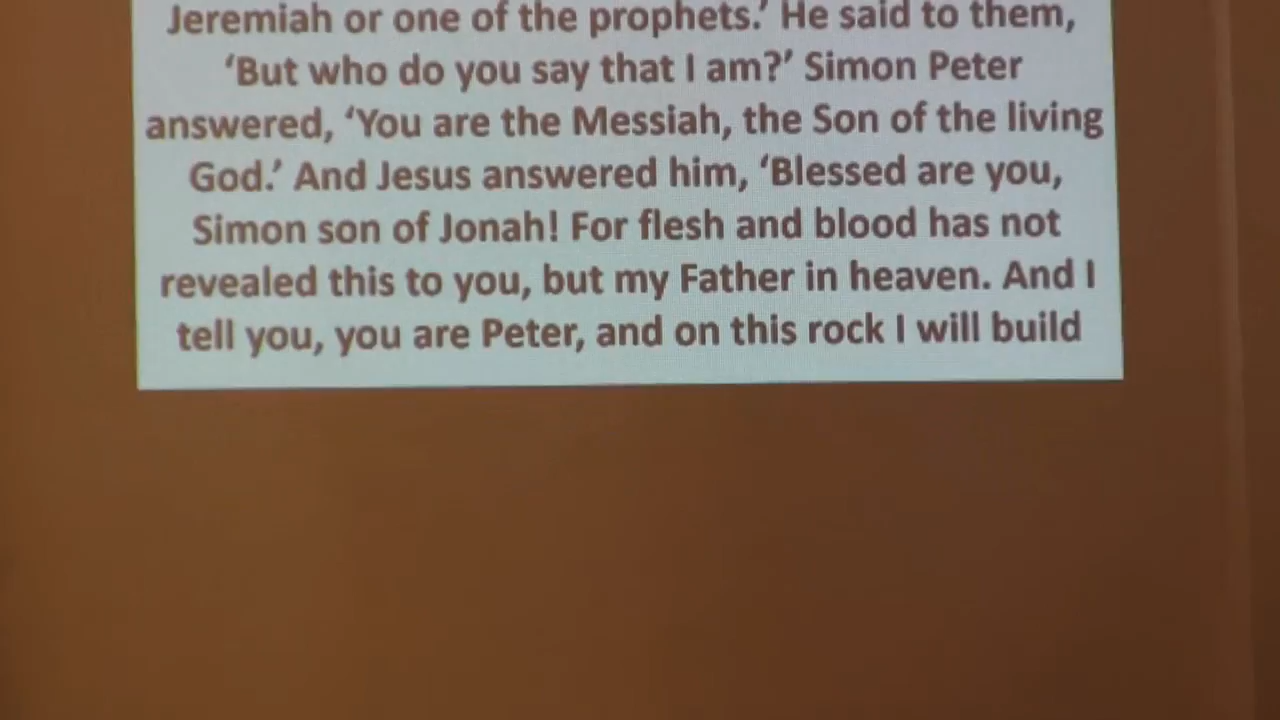 Jeremiah or one of the prophets.’ He said to them,
‘But who do you say that I am?’ Simon Peter
answered, ‘You are the Messiah, the Son of the living
God.’ And Jesus answered him, ‘Blessed are you,
Simon son of Jonah! For flesh and blood has not
revealed this to you, but my Father in heaven. And I
tell you, you are Peter, and on this rock I will build